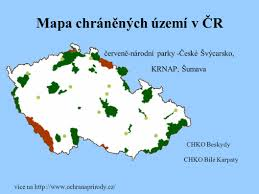 Mapa chráněných území v ČR
červeně-národní parky -České Švýcarsko,
KRNAP, Šumava
CHKO Beskydy
CHKO Bílé Karpaty
více na http://www.ochranaprirody.cz/